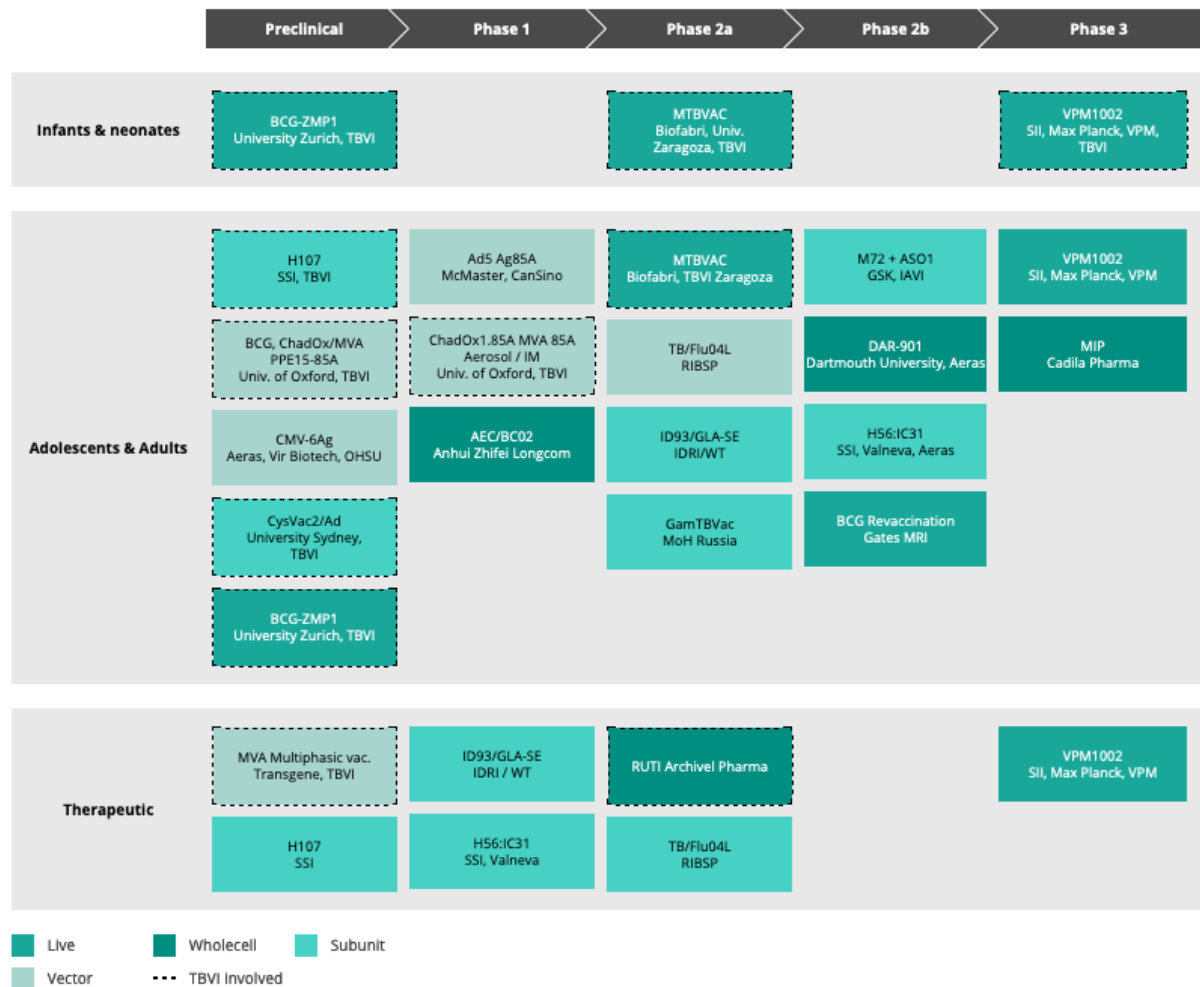 Preclinical
Phase 1
Phase 2a
Phase 2b
Phase 3
Infants & neonates
BCG-ZMP1
University Zurich, TBVI
MTBVAC
Biofabri, Univ.
Zaragoza, TBVI
VPM1002
SII, Max Planck, VPM,
TBVI
Adolescents & Adults
H107
SSI, TBVI
Ad5 Ag85A
McMaster, CanSino
MTBVAC
Biofabri, TBVI Zaragoza
M72 + ASO1
GSK, IAVI
VPM1002
SII, Max Planck, VPM
BCG, ChadOx/MVA
PPE15-85A
Univ. of Oxford, TBVI
ChadOx1.85A MVA 85A
Aerosol / IM
Univ. of Oxford, TBVI
TB/Flu04L
RIBSP
DAR-901
Dartmouth University, Aeras
MIP
Cadila Pharma
CMV-6Ag
Aeras, Vir Biotech, OHSU
AEC/BC02
Anhui Zhifei Longcom
ID93/GLA-SE
IDRI/WT
H56:IC31
SSI, Valneva, Aeras
CysVac2/Ad
University Sydney,
TBVI
GamTBVac
MoH Russia
BCG Revaccination
Gates MRI
BCG-ZMP1
University Zurich, TBVI
Therapeutic
MVA Multiphasic vac.
Transgene, TBVI
ID93/GLA-SE
IDRI / WT
RUTI Archivel Pharma
VPM1002
SII, Max Planck, VPM
H107
SSI
H56:IC31
SSI, Valneva
TB/Flu04L
RIBSP
Live
Wholecell
Subunit
Vector
TBVI Involved